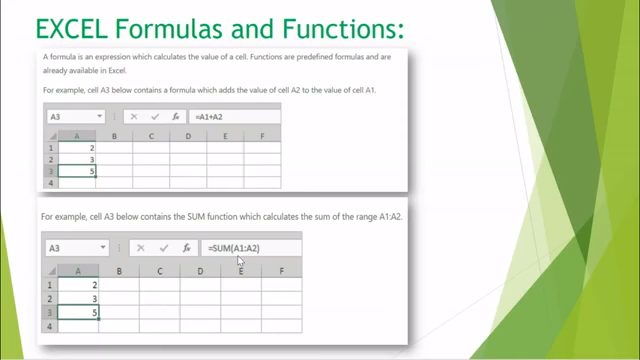 EXCEL Formulas and Functions:
A formula is an expression which calculates the value of a cell. Functions are predefined formulas and are
already available in Excel.
For example, cell A3 below contains a formula which adds the value of cell A2 to the value of cell A1.
A3 fx =A1+A2
A B C D E F
1 2
2 3
3 5
4
For example, cell A3 below contains the SUM function which calculates the sum of the range A1:A2.
A3 fx =SUM(A1:A2)
A B C D E F
1 2
2 3
3 5
4